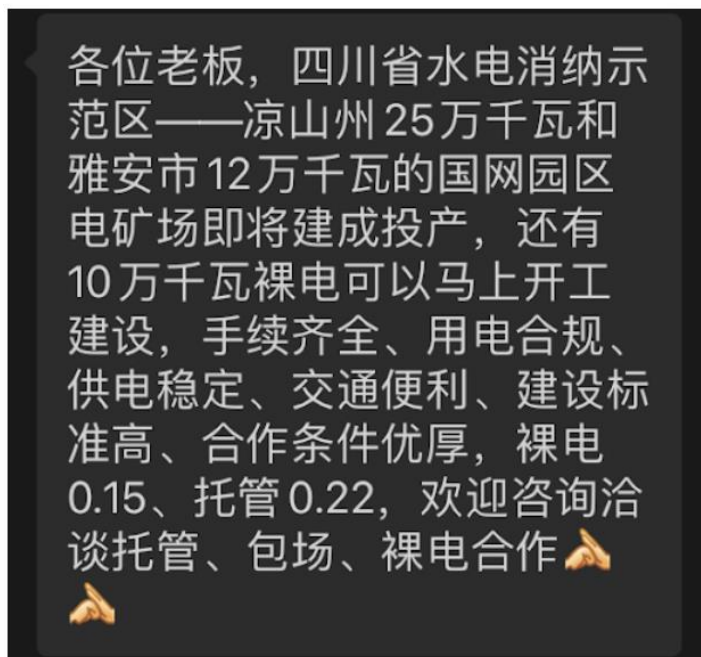 各位老板，四川省水电消纳示
范区——凉山州25万千瓦和
雅安市12万千瓦的国网园区
电矿场即将建成投产，还有
10万千瓦裸电可以马上开工
建设，手续齐全、用电合规、
供电稳定、交通便利、建设标
准高、合作条件优厚，裸电
0.15、托管0.22，欢迎咨询洽
谈托管、包场、裸电合作